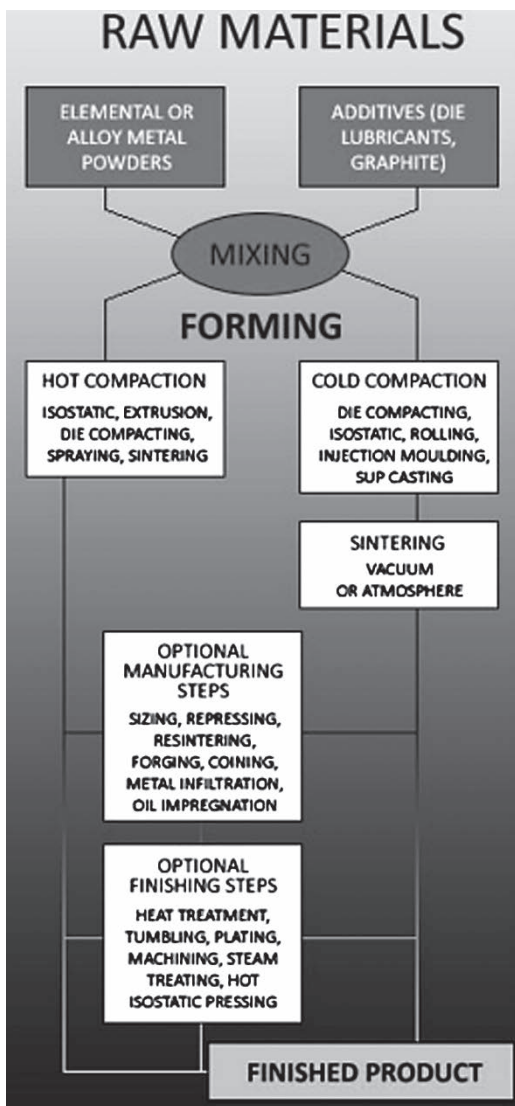 RAW MATERIALS
ELEMENTAL OR
ALLOY METAL
POWDERS
ADDITIVES (DIE
LUBRICANTS,
GRAPHITE)
MIXING
FORMING
HOT COMPACTION
ISOSTATIC, EXTRUSION,
DIE COMPACTING,
SPRAYING, SINTERING
COLD COMPACTION
DIE COMPACTING,
ISOSTATIC, ROLLING,
INJECTION MOULDING,
SUP CASTING
SINTERING
VACUUM
OR ATMOSPHERE
OPTIONAL
MANUFACTURING
STEPS
SIZING, REPRESSING,
RESINTERING,
FORGING, COINING,
METAL INFILTRATION,
OIL IMPREGNATION
OPTIONAL
FINISHING STEPS
HEAT TREATMENT,
TUMBLING, PLATING,
MACHINING, STEAM
TREATING, HOT
ISOSTATIC PRESSING
FINISHED PRODUCT